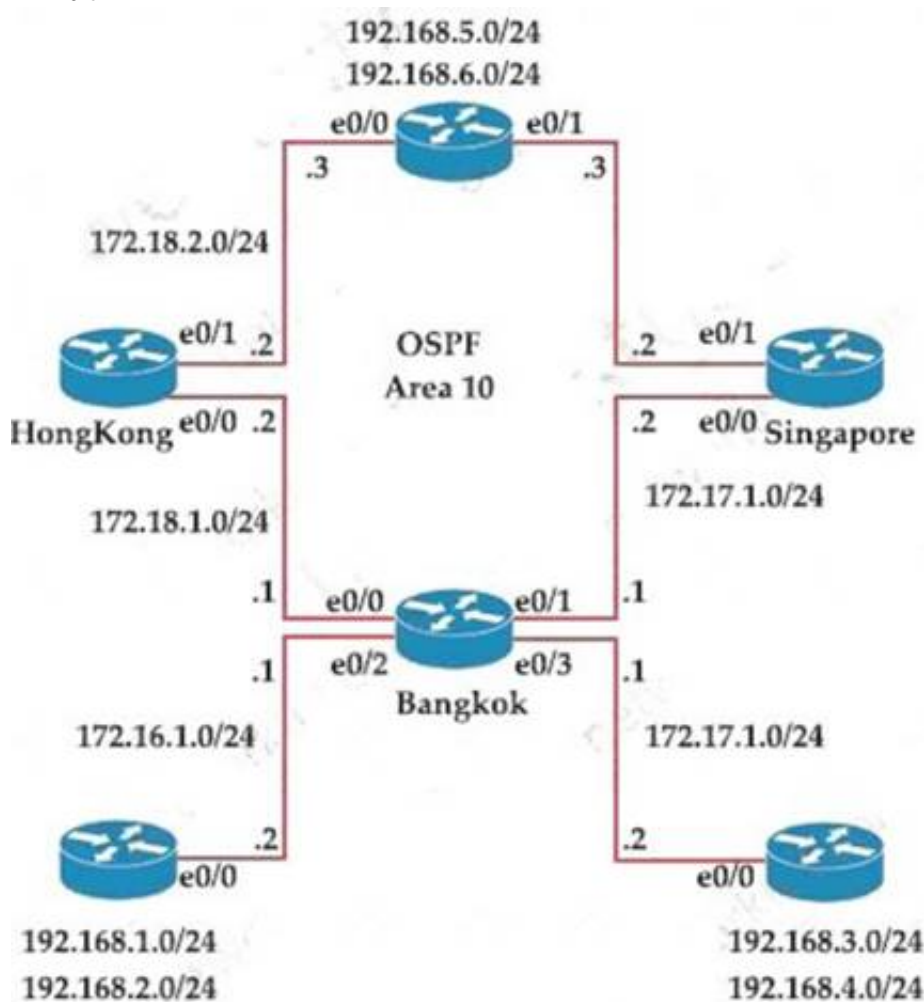 192.168.5.0/24
192.168.6.0/24
e0/0 e0/1
.3 .3
172.18.2.0/24
e0/1 .2
OSPF
Area 10
.2 e0/1
HongKong e0/0 .2
.2 e0/0 Singapore
172.18.1.0/24
172.17.1.0/24
.1 e0/0 e0/1 .1
.1 e0/2 e0/3 .1
Bangkok
172.16.1.0/24
172.17.1.0/24
.2 .2
e0/0 e0/0
192.168.1.0/24
192.168.2.0/24
192.168.3.0/24
192.168.4.0/24